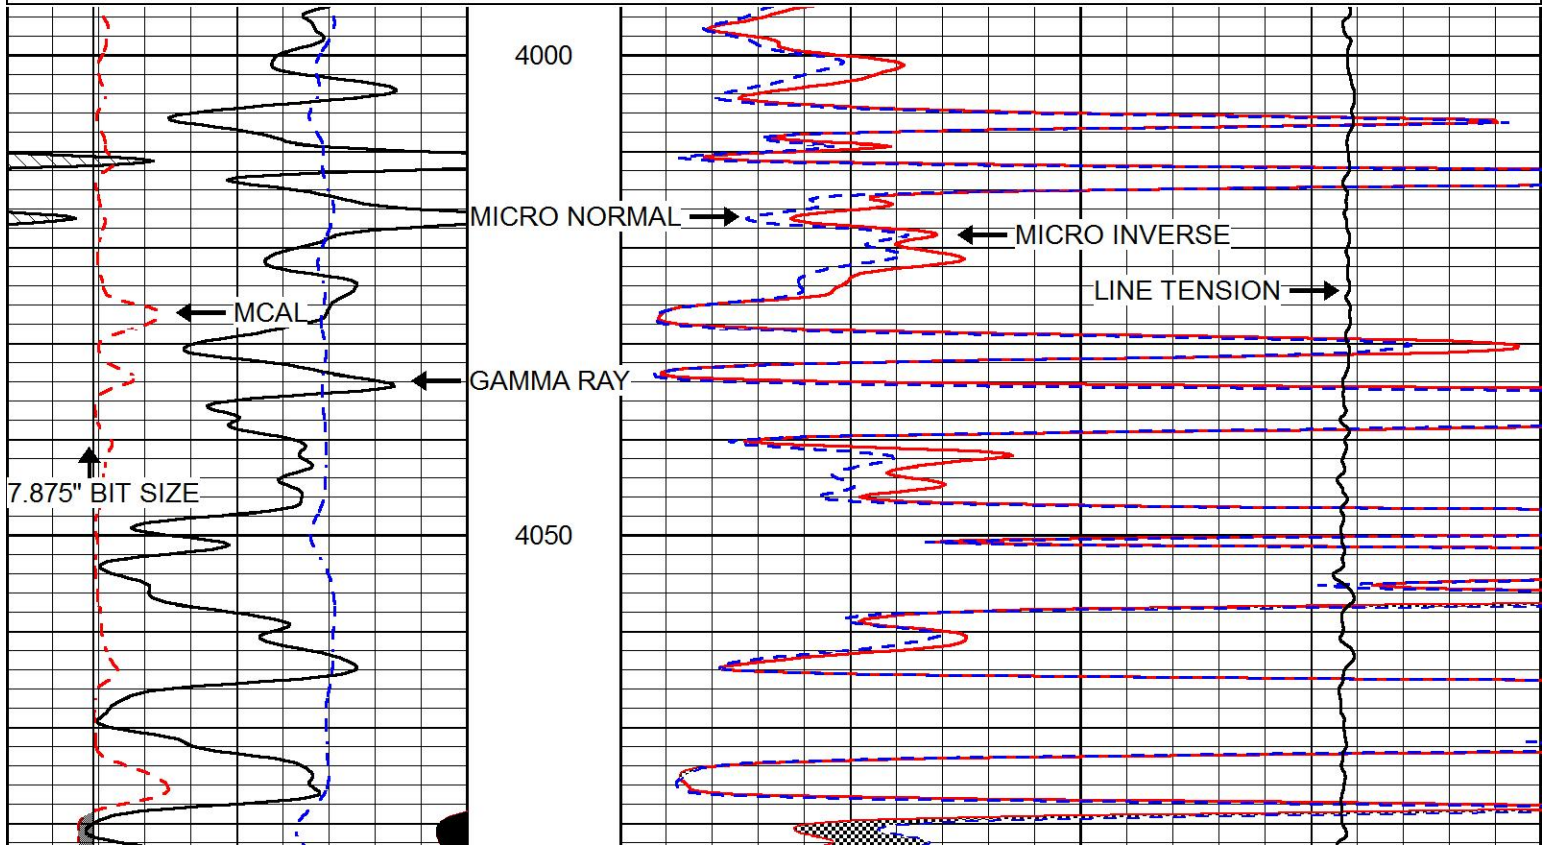 4000
MICRO NORMAL
MICRO INVERSE
LINE TENSION
MCAL
GAMMA RAY
7.875" BIT SIZE
4050